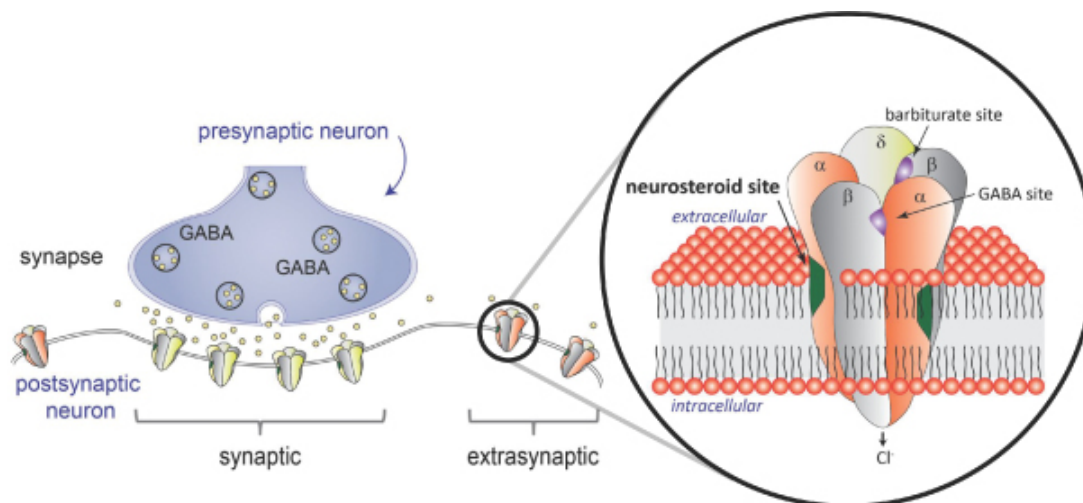 presynaptic neuron
GABA
GABA
synapse
postsynaptic
neuron
synaptic
extrasynaptic
barbiturate site
δ
α
β
neurosteroid site
β
α
GABA site
extracellular
intracellular
Cl-